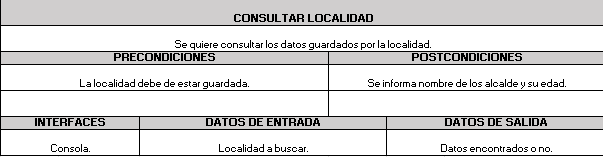 CONSULTAR LOCALIDAD
Se quiere consultar los datos guardados por la localidad.
PRECONDICIONES POSTCONDICIONES
La localidad debe de estar guardada. Se informa nombre de los alcalde y su edad.
INTERFACES DATOS DE ENTRADA DATOS DE SALIDA
Consola. Localidad a buscar. Datos encontrados o no.